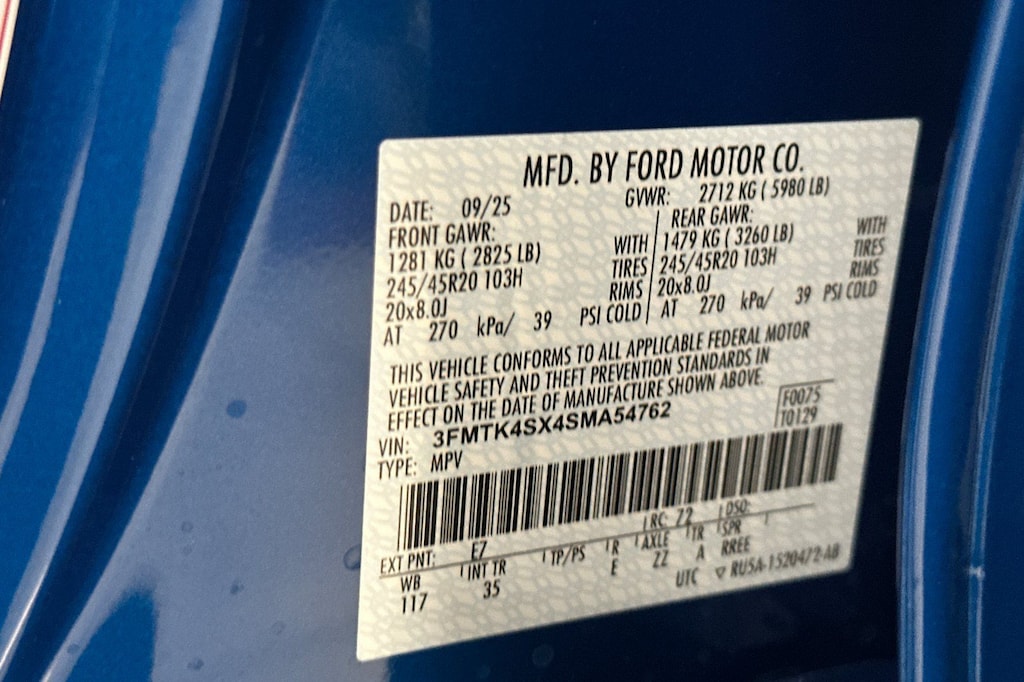 MFD. BY FORD MOTOR CO.
DATE: 09/25 GVWR: 2712 KG ( 5980 LB)
FRONT GAWR: REAR GAWR:
1281 KG ( 2825 LB) WITH 1479 KG ( 3260 LB) WITH
245/45R20 103H TIRES 245/45R20 103H TIRES
20x8.0J RIMS 20x8.0J RIMS
AT 270 kPa/ 39 PSI COLD AT 270 kPa/ 39 PSI COLD
THIS VEHICLE CONFORMS TO ALL APPLICABLE FEDERAL MOTOR
VEHICLE SAFETY AND THEFT PREVENTION STANDARDS IN
EFFECT ON THE DATE OF MANUFACTURE SHOWN ABOVE.
VIN: 3FMTK4SX4SMA54762 F0075
TYPE: MPV T0129
EXT PNT: EZ RC: 72 DSO:
WB INT TR TP/PS R AXLE TR SPR
117 35 E ZZ A RREE
UTC ▽ RU5A-1520472-AB